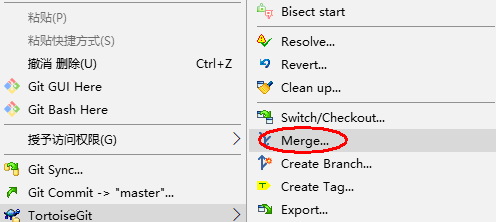 粘贴(P)
粘贴快捷方式(S)
撤消 删除(U) Ctrl+Z
Git GUI Here
Git Bash Here
授予访问权限(G)
Git Sync...
Git Commit -> "master"...
TortoiseGit
Bisect start
Resolve...
Revert...
Clean up...
Switch/Checkout...
Merge...
Create Branch...
Create Tag...
Export...